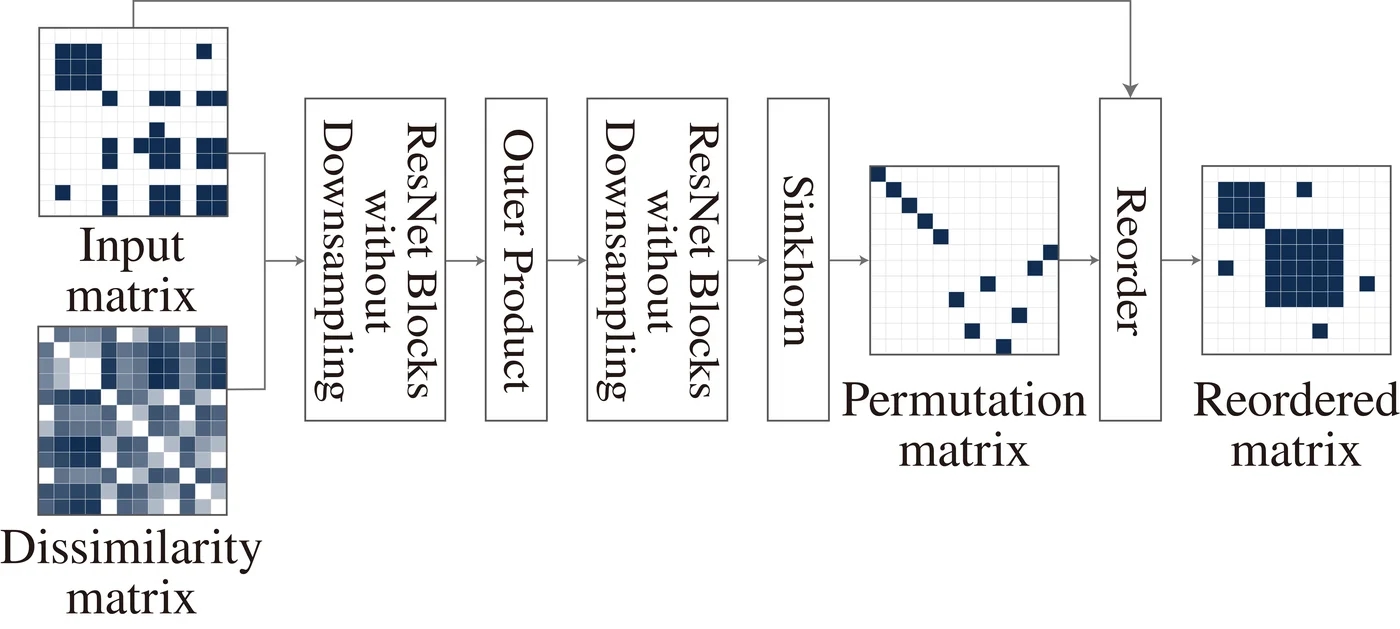 Input
matrix
Dissimilarity
matrix
ResNet Blocks
without
Downsampling
Outer Product
ResNet Blocks
without
Downsampling
Sinkhorn
Permutation
matrix
Reorder
Reordered
matrix